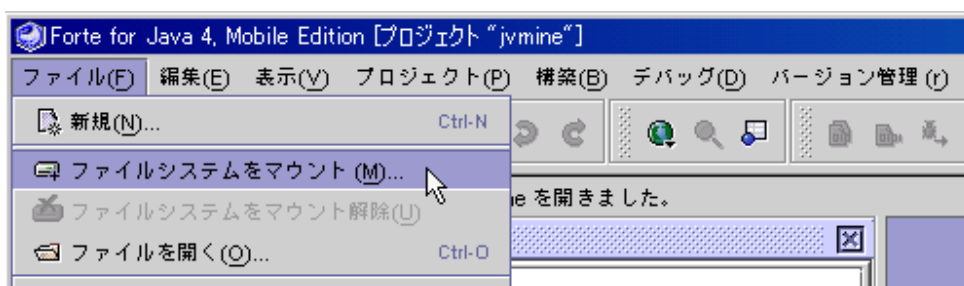 Forte for Java 4, Mobile Edition [プロジェクト “jvmine”]
ファイル(F) 編集(E) 表示(V) プロジェクト(P) 構築(B) デバッグ(D) バージョン管理 (r)
新規(N)... Ctrl-N
ファイルシステムをマウント (M)...
ne を開きました。
ファイルシステムをマウント解除(U)
ファイルを開く(O)... Ctrl-O